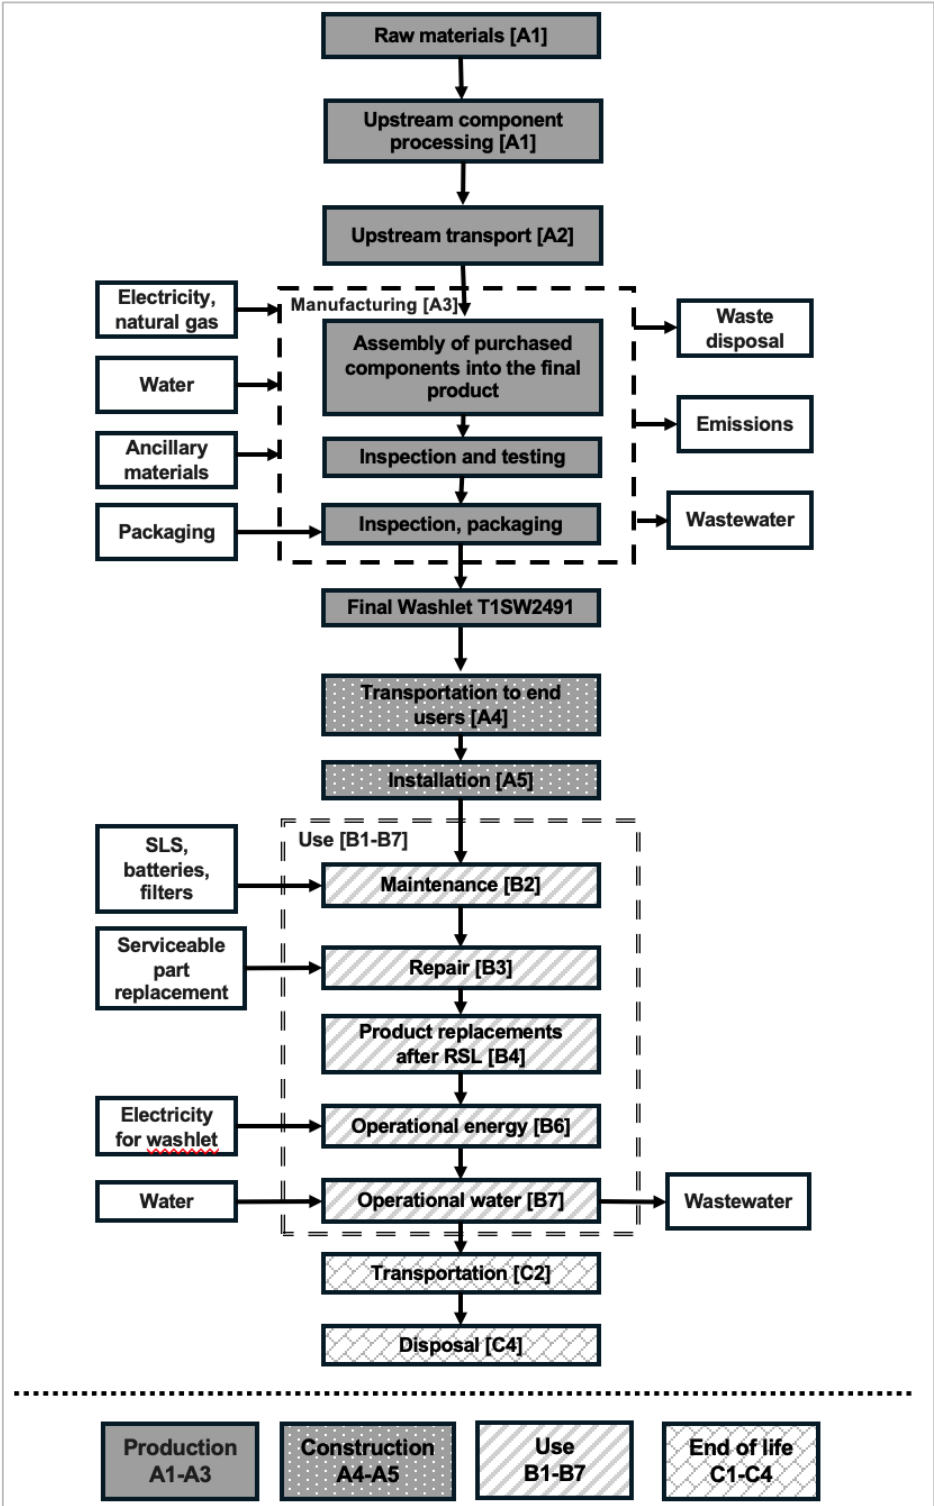 Raw materials [A1]
Upstream component
processing [A1]
Upstream transport [A2]
Electricity,
natural gas
Manufacturing [A3]
Waste
disposal
Assembly of purchased
components into the final
product
Water
Emissions
Ancillary
materials
Inspection and testing
Packaging
Inspection, packaging
Wastewater
Final Washlet T1SW2491
Transportation to end
users [A4]
Installation [A5]
Use [B1-B7]
SLS,
batteries,
filters
Maintenance [B2]
Serviceable
part
replacement
Repair [B3]
Product replacements
after RSL [B4]
Electricity
for washlet
Operational energy [B6]
Water
Operational water [B7]
Wastewater
Transportation [C2]
Disposal [C4]
Production
A1-A3
Construction
A4-A5
Use
B1-B7
End of life
C1-C4